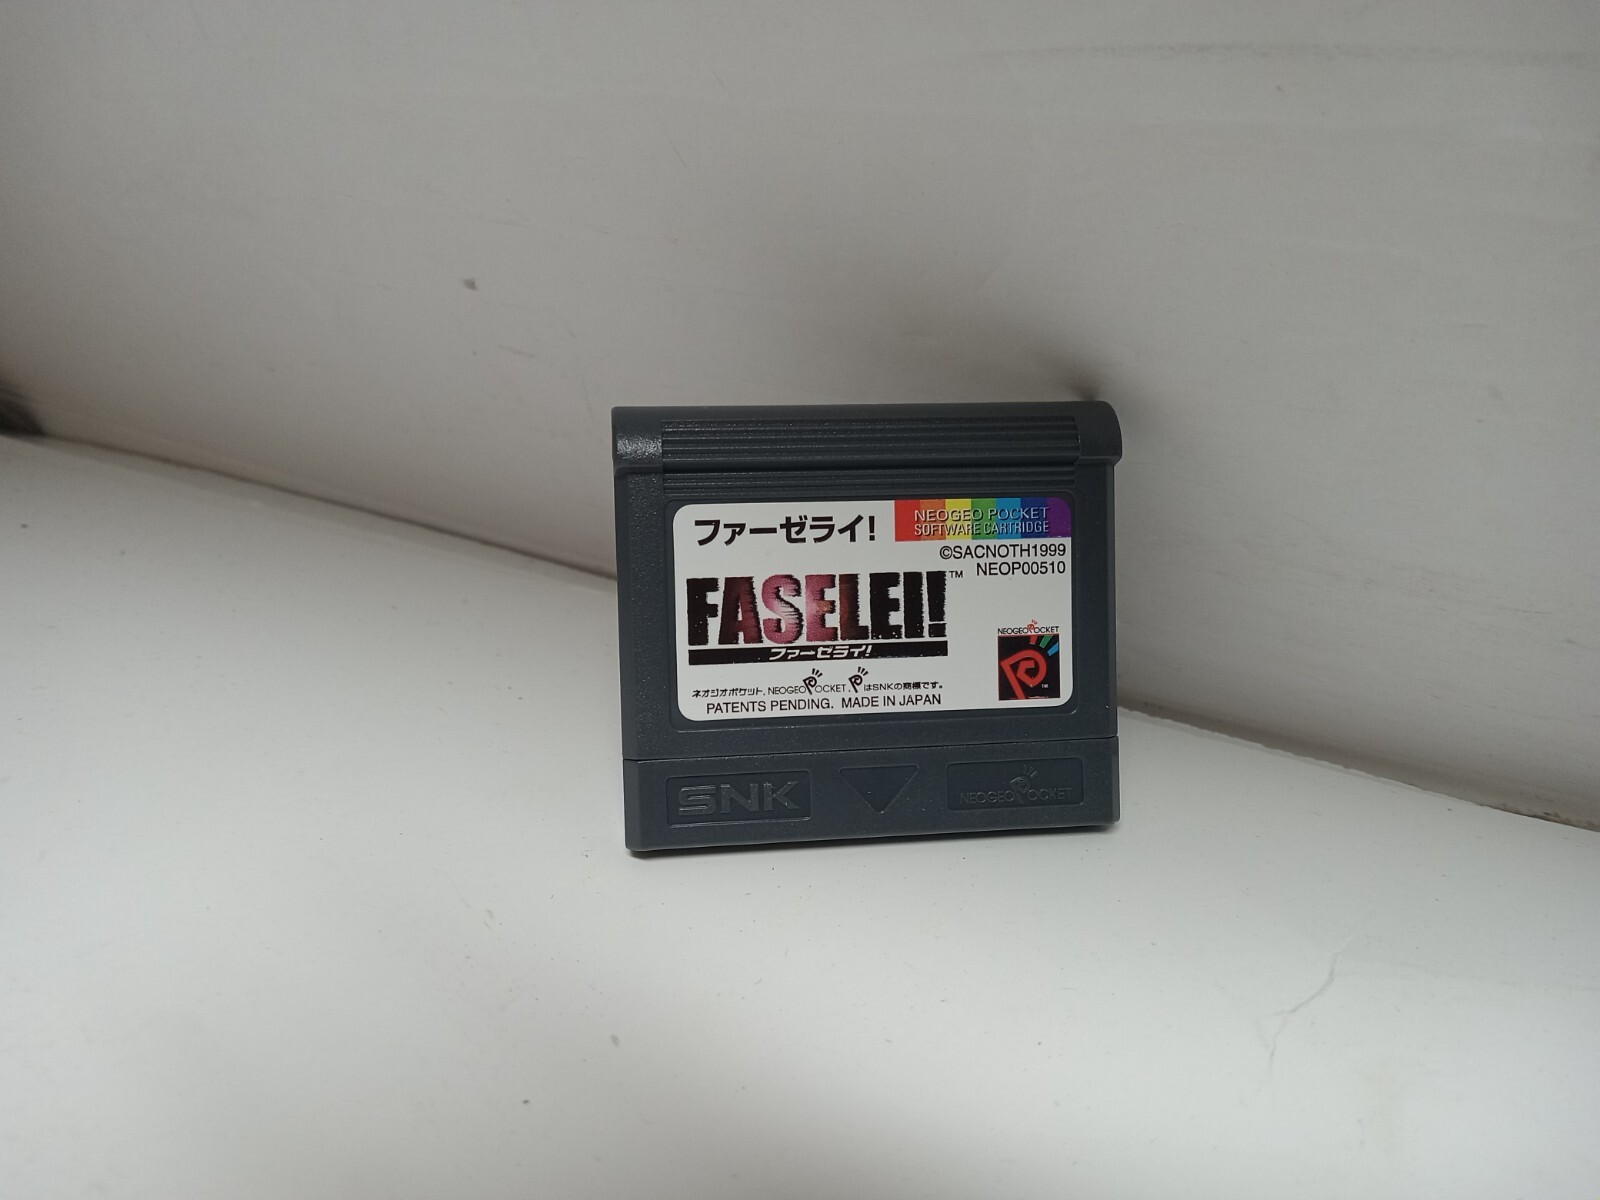 ファーゼライ!
NEOGEO POCKET
SOFTWARE CARTRIDGE
©SACNOTH1999
NEOP00510
FASELEI!™
ファーゼライ!
NEOGEO POCKET
TM
ネオジオポケット, NEOGEO POCKET, PはSNKの商標です。
PATENTS PENDING. MADE IN JAPAN
SNK
NEOGEO POCKET